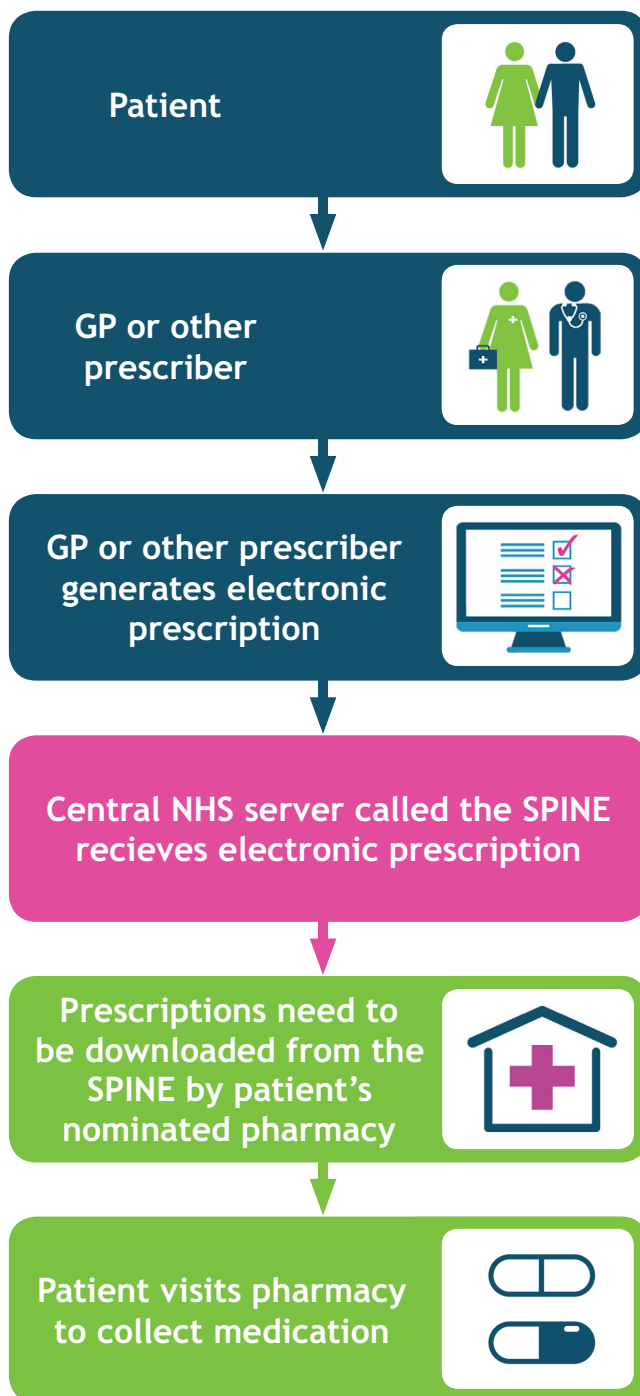 Patient
GP or other
prescriber
GP or other prescriber
generates electronic
prescription
Central NHS server called the SPINE
recieves electronic prescription
Prescriptions need to
be downloaded from the
SPINE by patient’s
nominated pharmacy
Patient visits pharmacy
to collect medication